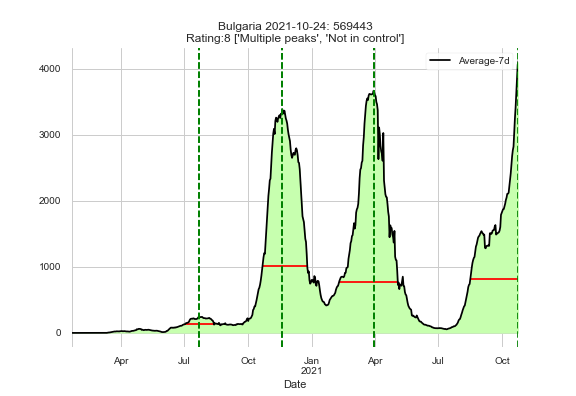 Bulgaria 2021-10-24: 569443
Rating:8 ['Multiple peaks', 'Not in control']
Average-7d
4000
3000
2000
1000
0
Apr Jul Oct Jan Apr Jul Oct
2021
Date